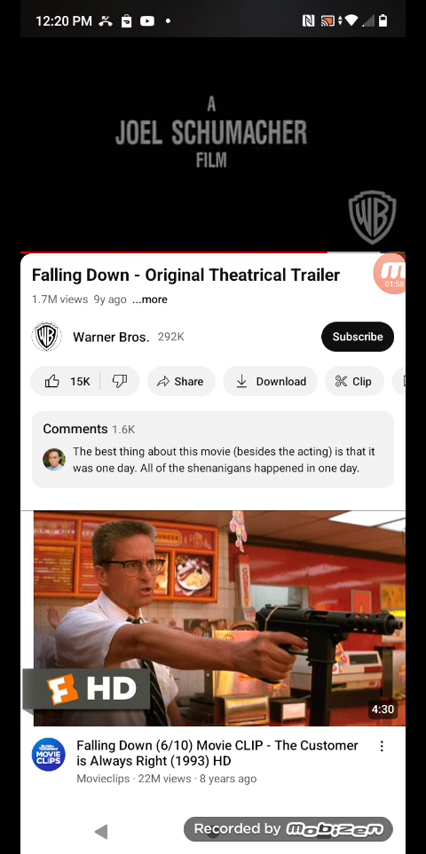 12:20 PM
A
JOEL SCHUMACHER
FILM
WB
Falling Down - Original Theatrical Trailer
01:58
1.7M views 9y ago ...more
Warner Bros. 292K
Subscribe
15K
Share
Download
Clip
Comments 1.6K
The best thing about this movie (besides the acting) is that it
was one day. All of the shenanigans happened in one day.
HD
4:30
MOVIE
CLIPS
Falling Down (6/10) Movie CLIP - The Customer
is Always Right (1993) HD
Movieclips · 22M views · 8 years ago
Recorded by Mobizen